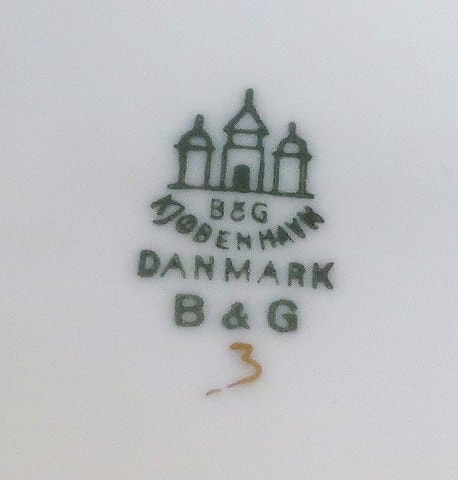 B&G
KJØBENHAVN
DANMARK
B & G
3